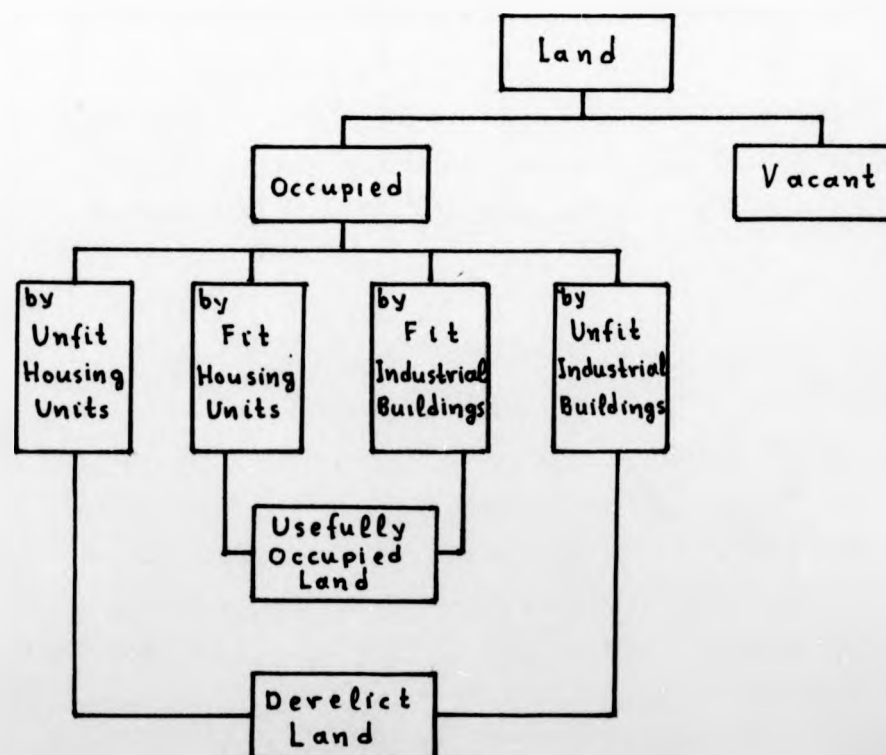 Land
Occupied
Vacant
by
Unfit
Housing
Units
by
Fit
Housing
Units
by
Fit
Industrial
Buildings
by
Unfit
Industrial
Buildings
Usefully
Occupied
Land
Derelict
Land